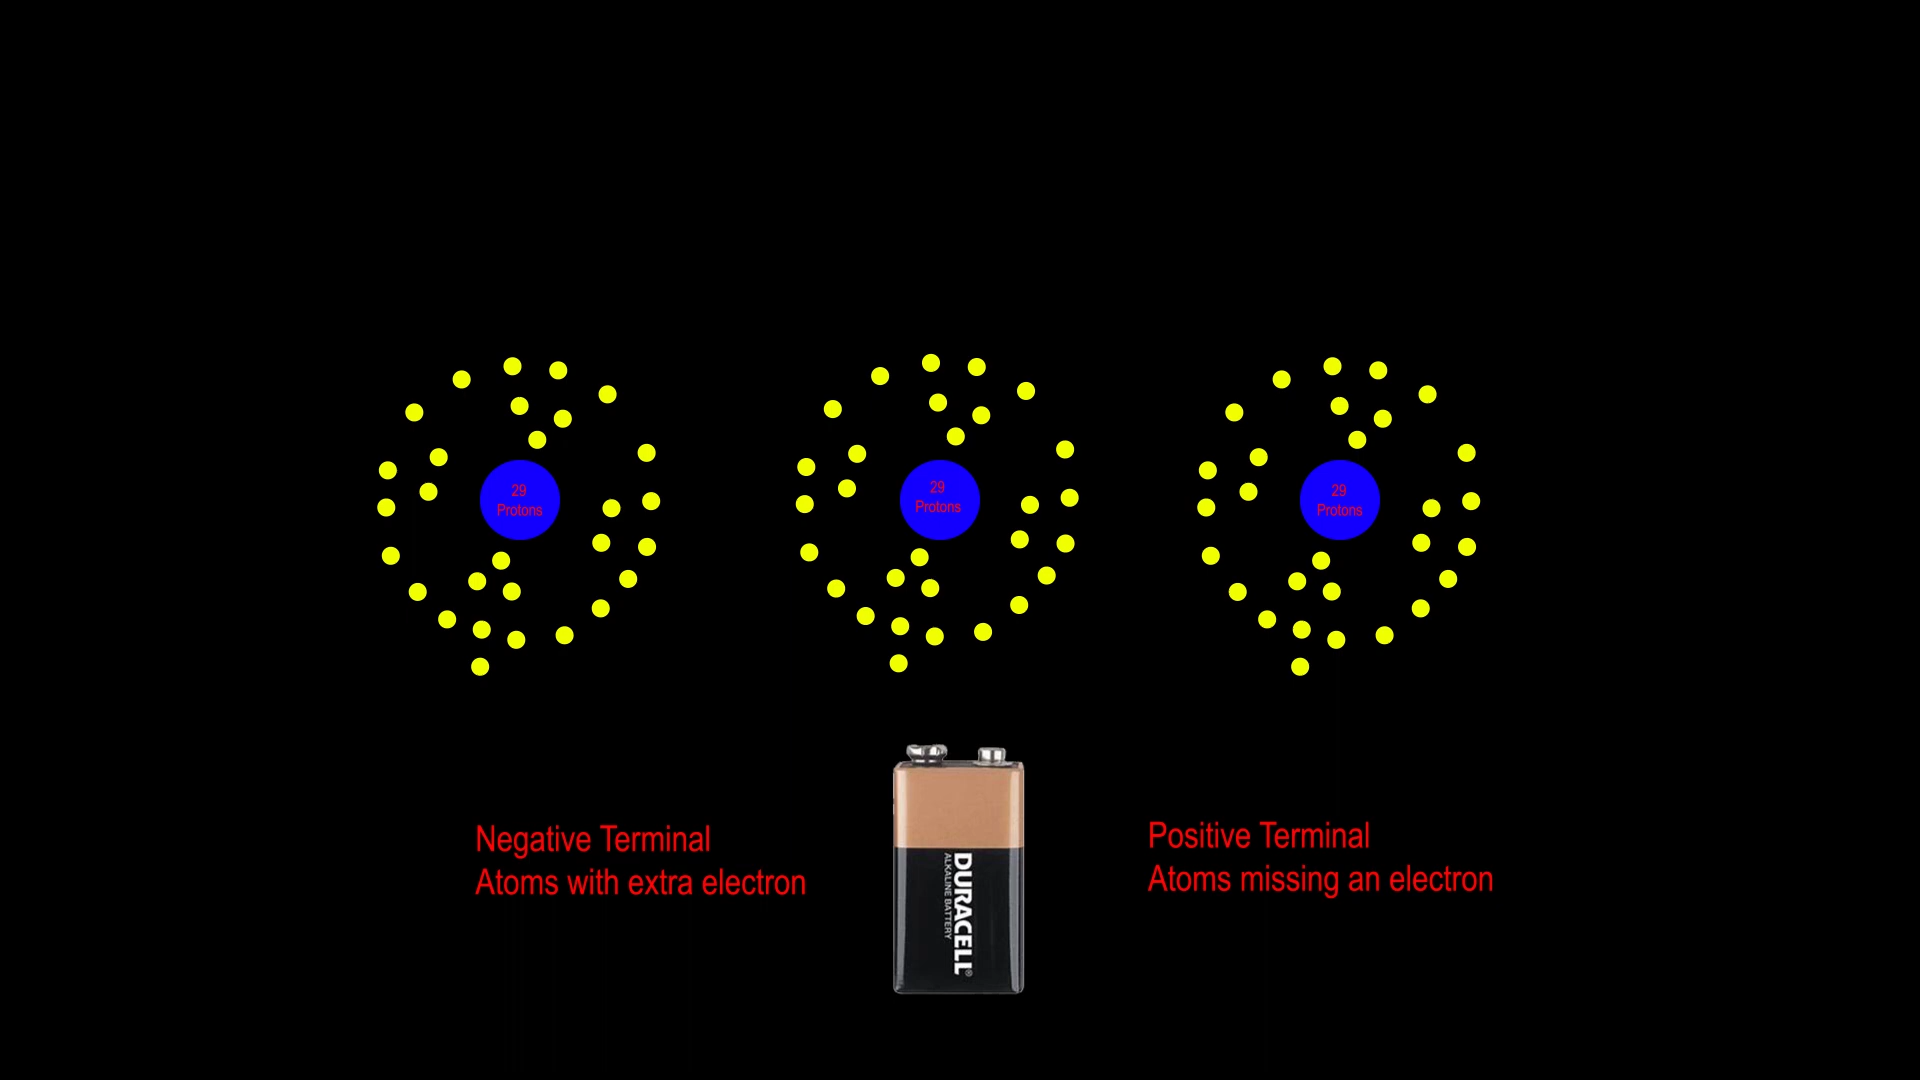 29
Protons
29
Protons
29
Protons
Negative Terminal
Atoms with extra electron
DURACELL®
ALKALINE BATTERY
Positive Terminal
Atoms missing an electron